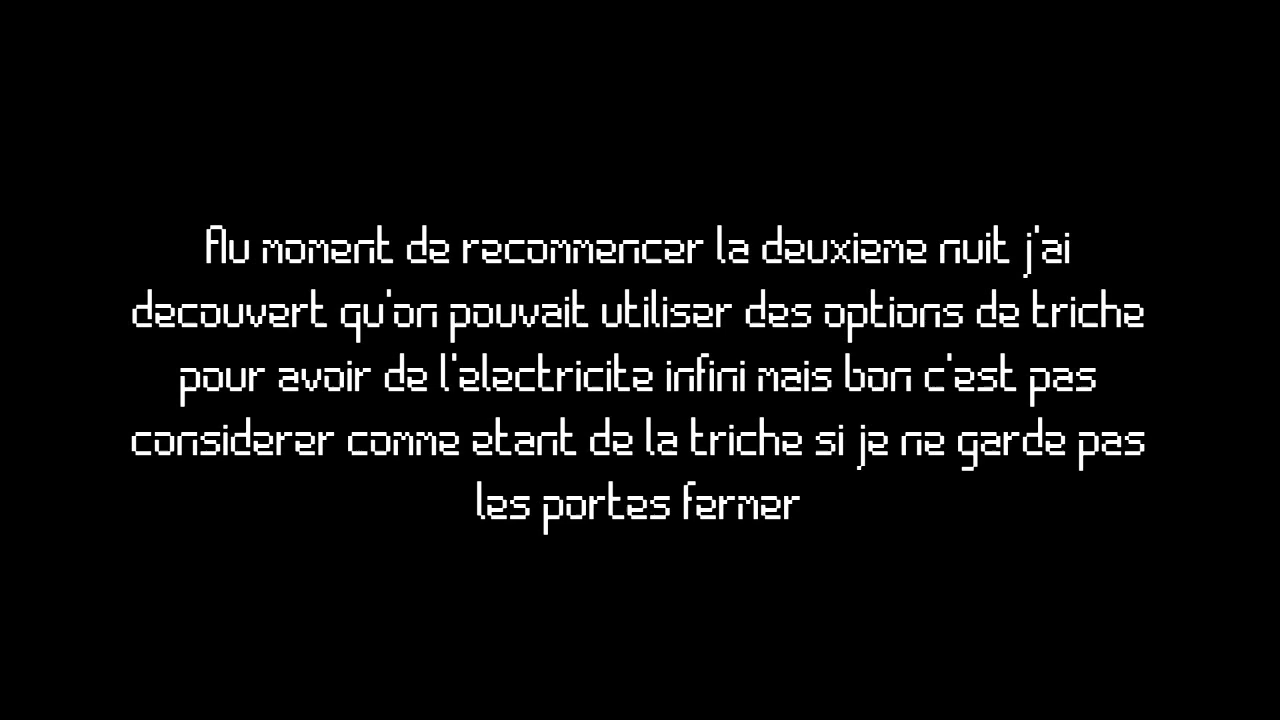 Au moment de recommencer la deuxieme nuit j'ai
decouvert qu'on pouvait utiliser des options de triche
pour avoir de l'electricite infini mais bon c'est pas
considerer comme etant de la triche si je ne garde pas
les portes fermer